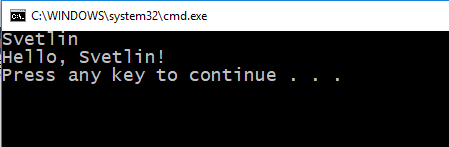 C:\WINDOWS\system32\cmd.exe
Svetlin
Hello, Svetlin!
Press any key to continue . . .